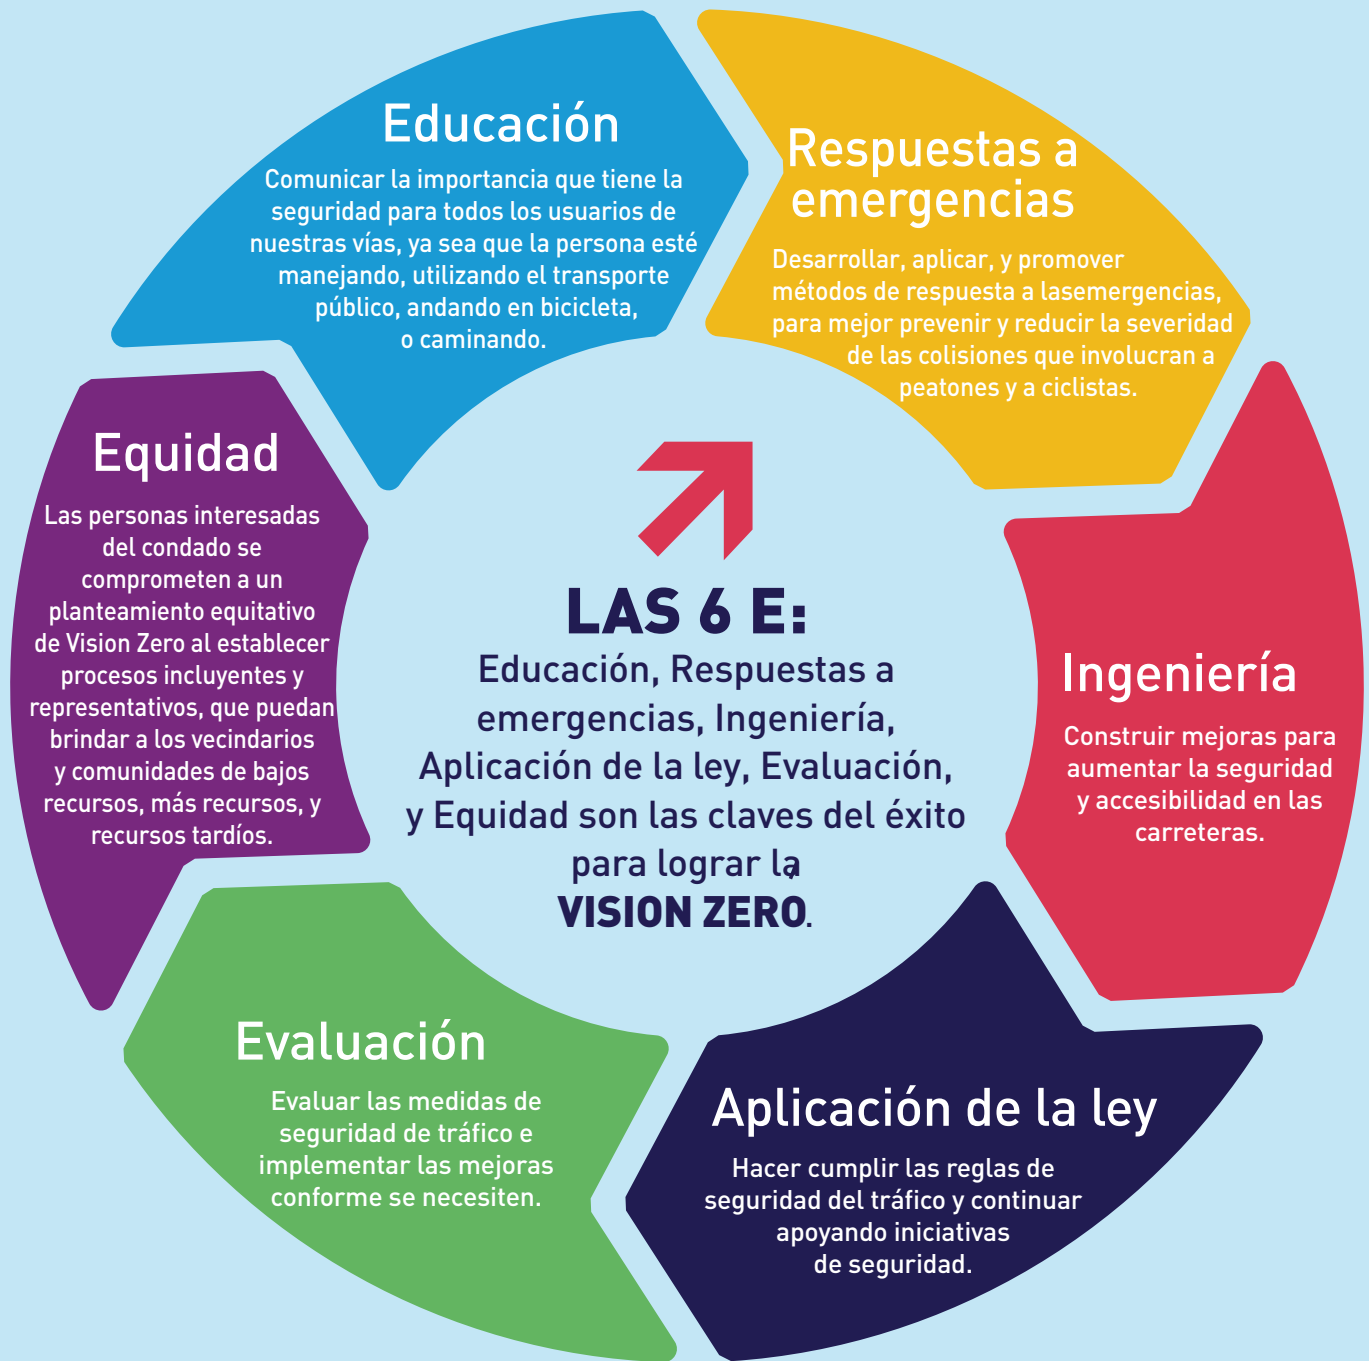 Educación
Comunicar la importancia que tiene la
seguridad para todos los usuarios de
nuestras vías, ya sea que la persona esté
manejando, utilizando el transporte
público, andando en bicicleta,
o caminando.
Respuestas a
emergencias
Desarrollar, aplicar, y promover
métodos de respuesta a lasemergencias,
para mejor prevenir y reducir la severidad
de las colisiones que involucran a
peatones y a ciclistas.
Ingeniería
Construir mejoras para
aumentar la seguridad
y accesibilidad en las
carreteras.
Aplicación de la ley
Hacer cumplir las reglas de
seguridad del tráfico y continuar
apoyando iniciativas
de seguridad.
Evaluación
Evaluar las medidas de
seguridad de tráfico e
implementar las mejoras
conforme se necesiten.
Equidad
Las personas interesadas
del condado se
comprometen a un
planteamiento equitativo
de Vision Zero al establecer
procesos incluyentes y
representativos, que puedan
brindar a los vecindarios
y comunidades de bajos
recursos, más recursos, y
recursos tardíos.
LAS 6 E:
Educación, Respuestas a
emergencias, Ingeniería,
Aplicación de la ley, Evaluación,
y Equidad son las claves del éxito
para lograr la
VISION ZERO.